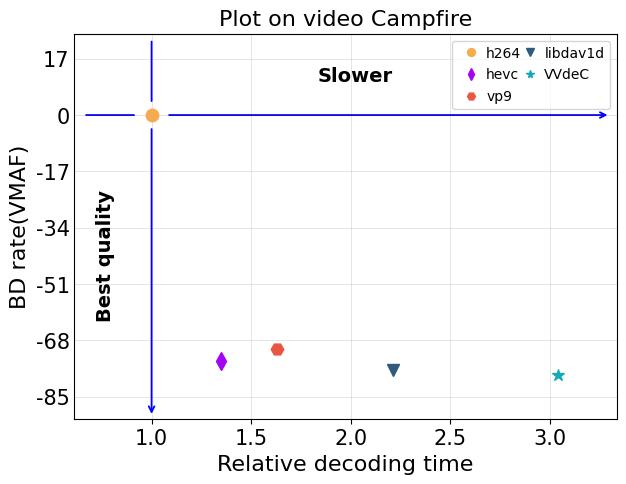 Plot on video Campfire
h264
hevc
vp9
libdav1d
VVdeC
Slower
Best quality
BD rate(VMAF)
17
0
-17
-34
-51
-68
-85
1.0 1.5 2.0 2.5 3.0
Relative decoding time